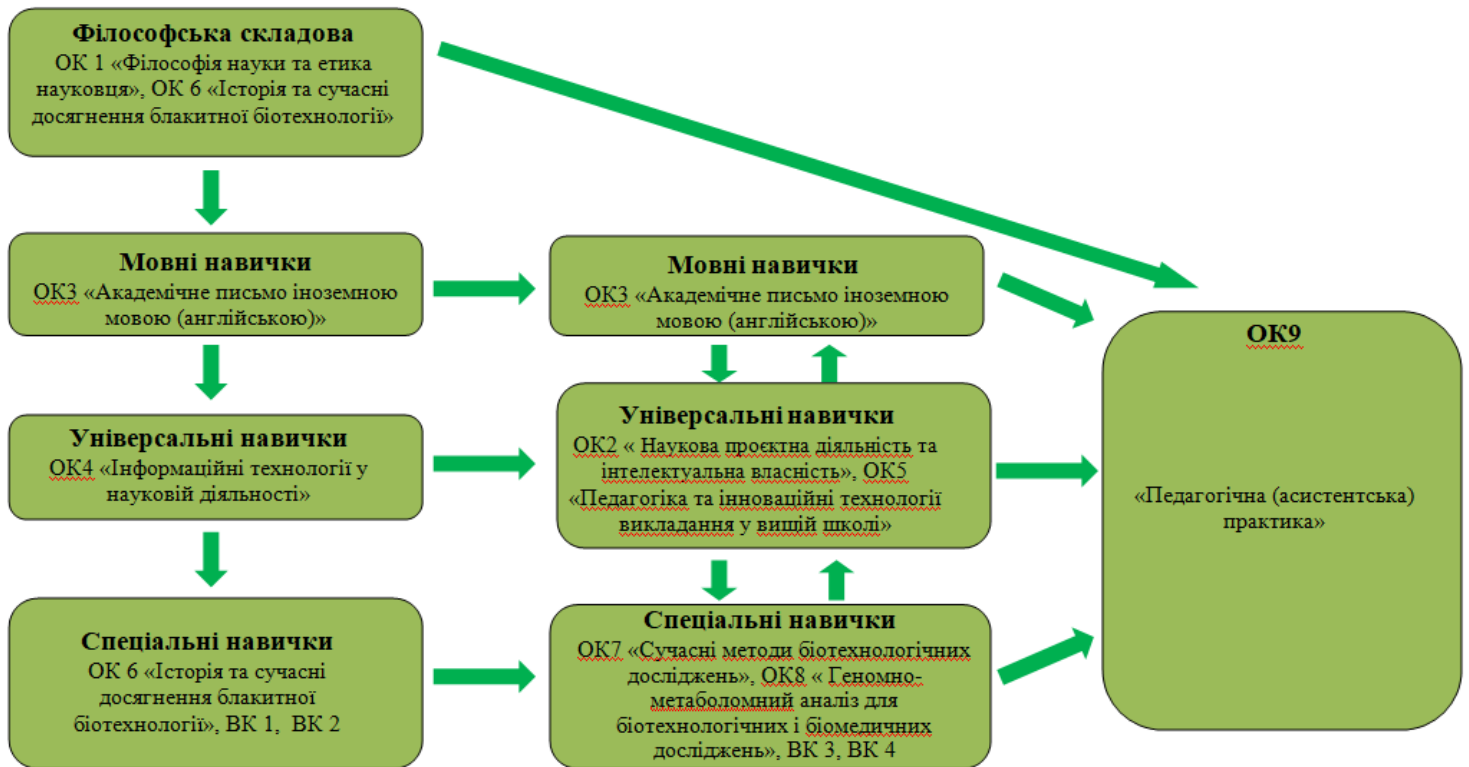 Філософська складова
ОК 1 «Філософія науки та етика
науковця», ОК 6 «Історія та сучасні
досягнення блакитної біотехнології»
Мовні навички
ОК3 «Академічне письмо іноземною
мовою (англійською)»
Мовні навички
ОК3 «Академічне письмо іноземною
мовою (англійською)»
ОК9
«Педагогічна (асистентська)
практика»
Універсальні навички
ОК4 «Інформаційні технології у
науковій діяльності»
Універсальні навички
ОК2 « Наукова проєктна діяльність та
інтелектуальна власність», ОК5
«Педагогіка та інноваційні технології
викладання у вищій школі»
Спеціальні навички
ОК 6 «Історія та сучасні
досягнення блакитної
біотехнології», ВК 1, ВК 2
Спеціальні навички
ОК7 «Сучасні методи біотехнологічних
досліджень», ОК8 « Геномно-
метаболомний аналіз для
біотехнологічних і біомедичних
досліджень», ВК 3, ВК 4